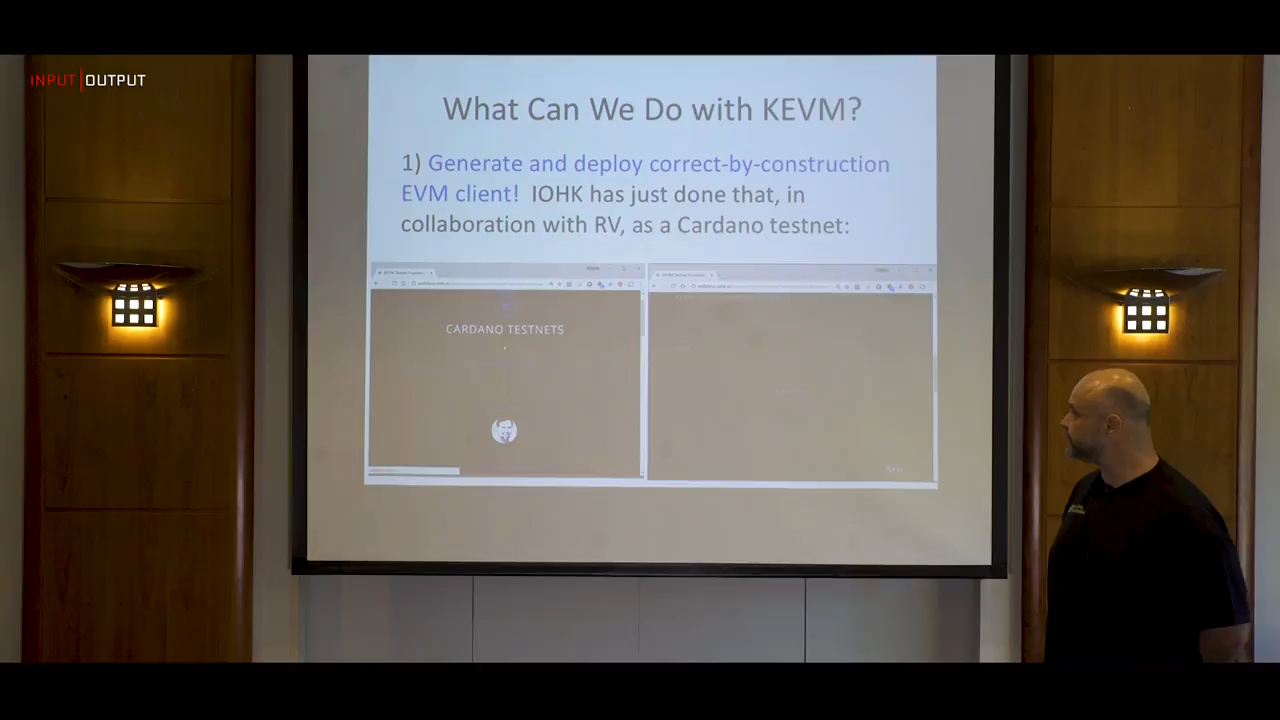 INPUT|OUTPUT
What Can We Do with KEVM?
1) Generate and deploy correct-by-construction
EVM client! IOHK has just done that, in
collaboration with RV, as a Cardano testnet:
CARDANO TESTNETS